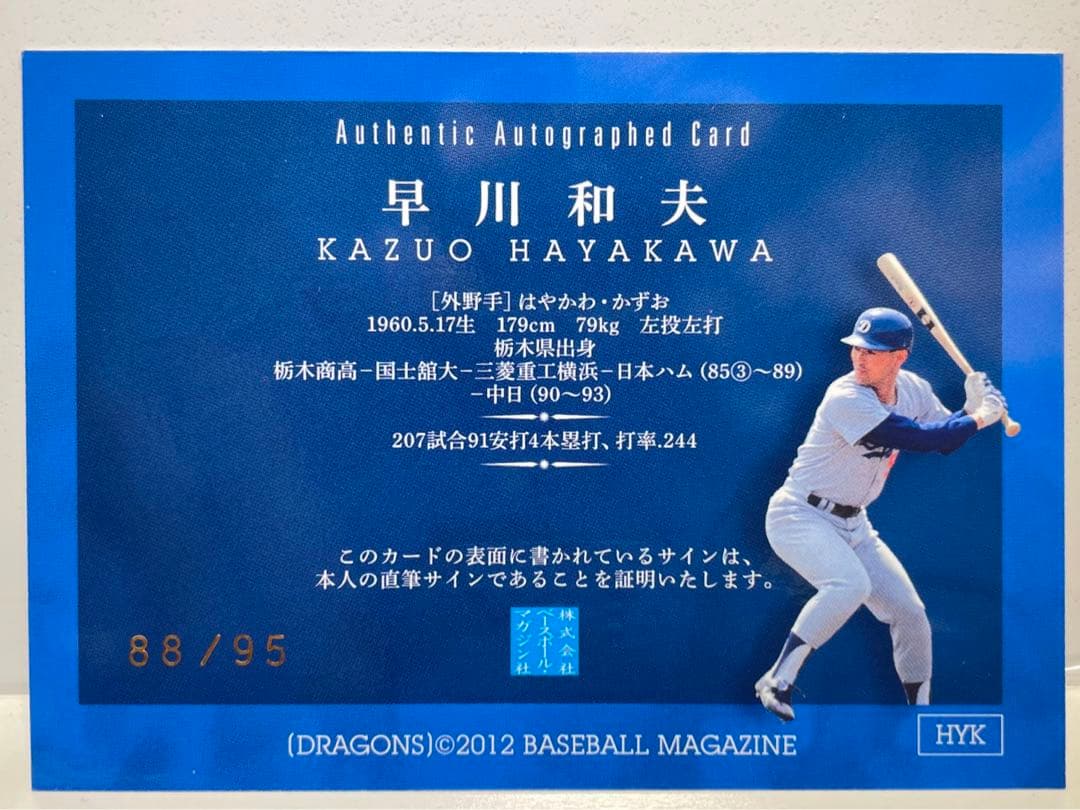 Authentic Autographed Card
早川和夫
KAZUO HAYAKAWA
［外野手］はやかわ・かずお
1960.5.17生　179cm　79kg　左投左打
栃木県出身
栃木商高－国士舘大－三菱重工横浜－日本ハム（85③～89）
－中日（90～93）
207試合91安打4本塁打、打率.244
このカードの表面に書かれているサインは、
本人の直筆サインであることを証明いたします。
株式会社
ベースボール・
マガジン社
88/95
(DRAGONS)©2012 BASEBALL MAGAZINE
HYK
D